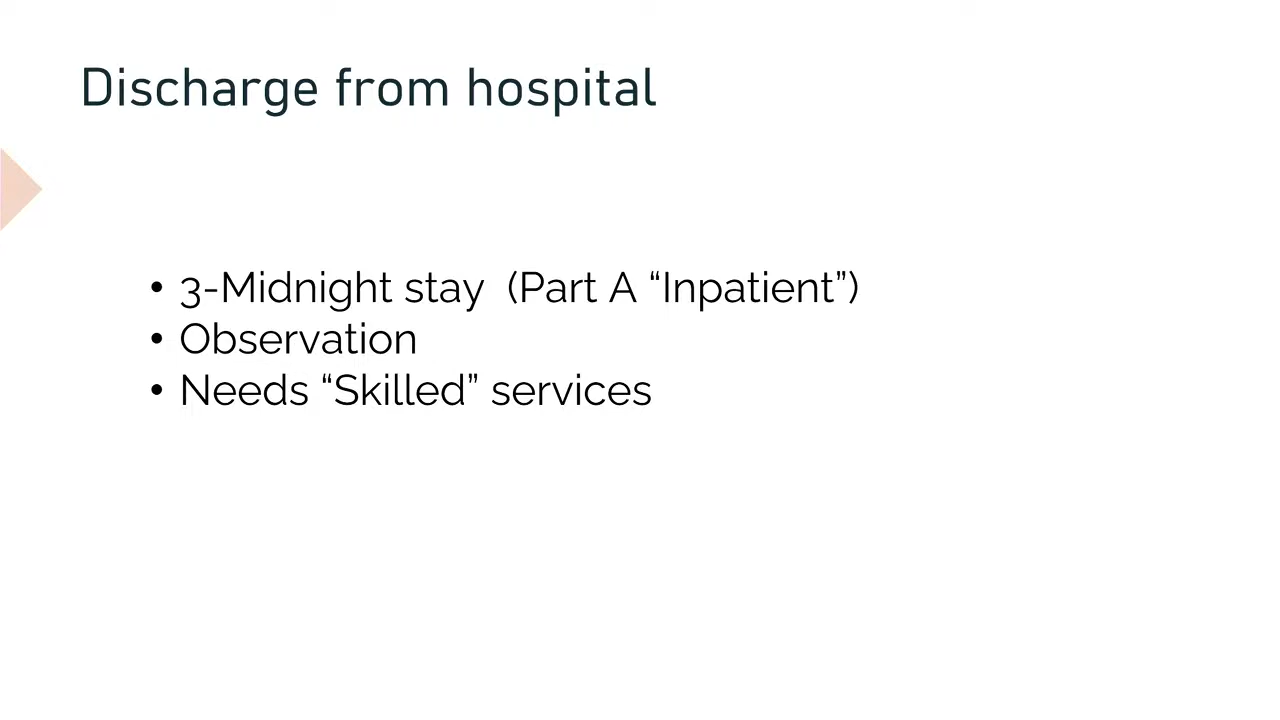 Discharge from hospital
• 3-Midnight stay  (Part A “Inpatient”)
• Observation
• Needs “Skilled” services